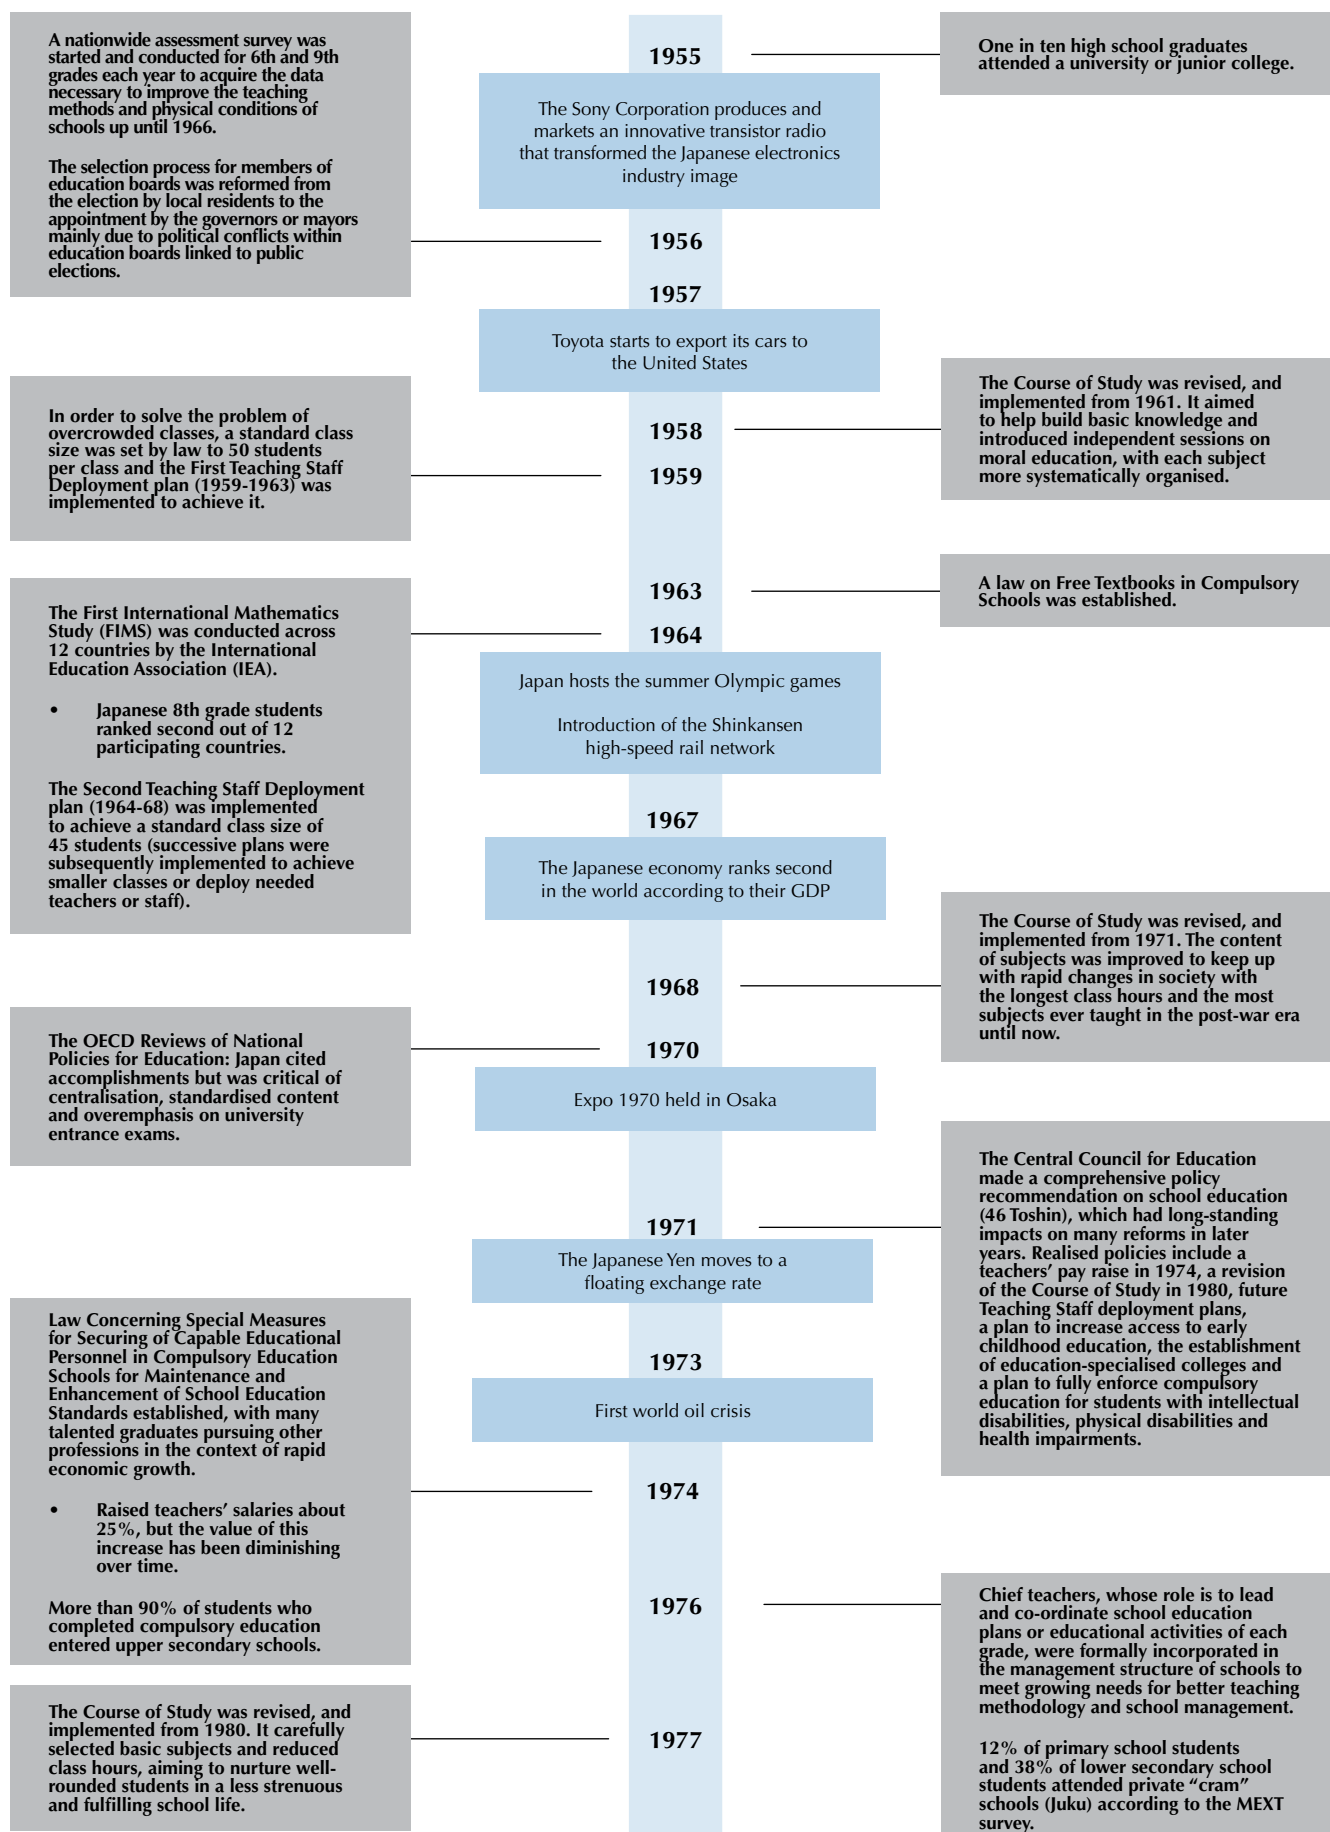 1955
One in ten high school graduates
attended a university or junior college.
The Sony Corporation produces and
markets an innovative transistor radio
that transformed the Japanese electronics
industry image
A nationwide assessment survey was
started and conducted for 6th and 9th
grades each year to acquire the data
necessary to improve the teaching
methods and physical conditions of
schools up until 1966.
The selection process for members of
education boards was reformed from
the election by local residents to the
appointment by the governors or mayors
mainly due to political conflicts within
education boards linked to public
elections.
1956
1957
Toyota starts to export its cars to
the United States
1958
The Course of Study was revised, and
implemented from 1961. It aimed
to help build basic knowledge and
introduced independent sessions on
moral education, with each subject
more systematically organised.
In order to solve the problem of
overcrowded classes, a standard class
size was set by law to 50 students
per class and the First Teaching Staff
Deployment plan (1959-1963) was
implemented to achieve it.
1959
1963
A law on Free Textbooks in Compulsory
Schools was established.
The First International Mathematics
Study (FIMS) was conducted across
12 countries by the International
Education Association (IEA).
• Japanese 8th grade students
ranked second out of 12
participating countries.
The Second Teaching Staff Deployment
plan (1964-68) was implemented
to achieve a standard class size of
45 students (successive plans were
subsequently implemented to achieve
smaller classes or deploy needed
teachers or staff).
1964
Japan hosts the summer Olympic games
Introduction of the Shinkansen
high-speed rail network
1967
The Japanese economy ranks second
in the world according to their GDP
1968
The Course of Study was revised, and
implemented from 1971. The content
of subjects was improved to keep up
with rapid changes in society with
the longest class hours and the most
subjects ever taught in the post-war era
until now.
The OECD Reviews of National
Policies for Education: Japan cited
accomplishments but was critical of
centralisation, standardised content
and overemphasis on university
entrance exams.
1970
Expo 1970 held in Osaka
1971
The Central Council for Education
made a comprehensive policy
recommendation on school education
(46 Toshin), which had long-standing
impacts on many reforms in later
years. Realised policies include a
teachers’ pay raise in 1974, a revision
of the Course of Study in 1980, future
Teaching Staff deployment plans,
a plan to increase access to early
childhood education, the establishment
of education-specialised colleges and
a plan to fully enforce compulsory
education for students with intellectual
disabilities, physical disabilities and
health impairments.
The Japanese Yen moves to a
floating exchange rate
1973
First world oil crisis
Law Concerning Special Measures
for Securing of Capable Educational
Personnel in Compulsory Education
Schools for Maintenance and
Enhancement of School Education
Standards established, with many
talented graduates pursuing other
professions in the context of rapid
economic growth.
• Raised teachers’ salaries about
25%, but the value of this
increase has been diminishing
over time.
More than 90% of students who
completed compulsory education
entered upper secondary schools.
1974
1976
Chief teachers, whose role is to lead
and co-ordinate school education
plans or educational activities of each
grade, were formally incorporated in
the management structure of schools to
meet growing needs for better teaching
methodology and school management.
12% of primary school students
and 38% of lower secondary school
students attended private “cram”
schools (Juku) according to the MEXT
survey.
The Course of Study was revised, and
implemented from 1980. It carefully
selected basic subjects and reduced
class hours, aiming to nurture well-
rounded students in a less strenuous
and fulfilling school life.
1977